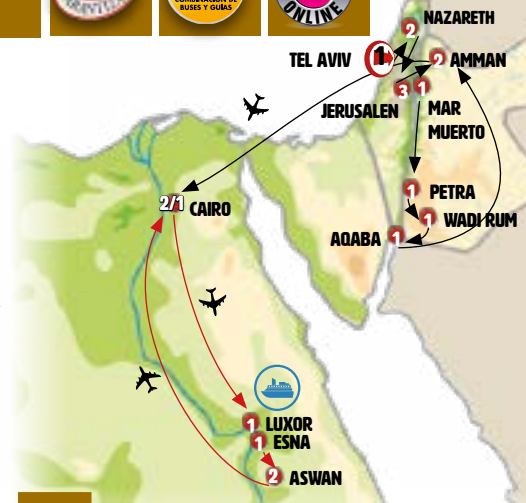 COMBINACIÓN DE
BUSES Y GUÍAS
ONLINE
NAZARETH
2
TEL AVIV
1
2
AMMAN
JERUSALEN
3
1
MAR
MUERTO
1
PETRA
1
WADI RUM
AQABA
1
2/1
CAIRO
1
LUXOR
1
ESNA
2
ASWAN